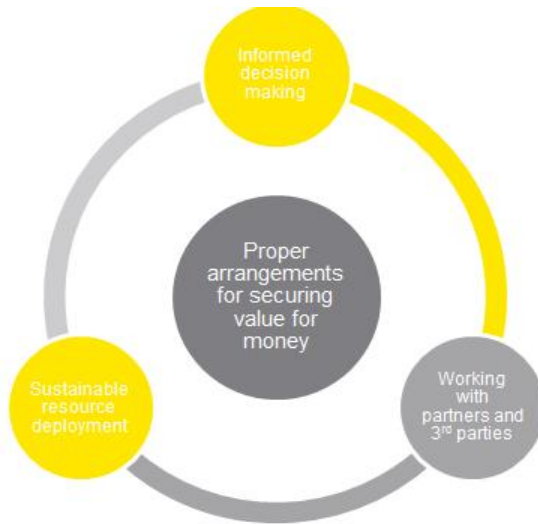 Informed
decision
making
Proper
arrangements
for securing
value for
money
Sustainable
resource
deployment
Working
with
partners and
3rd parties